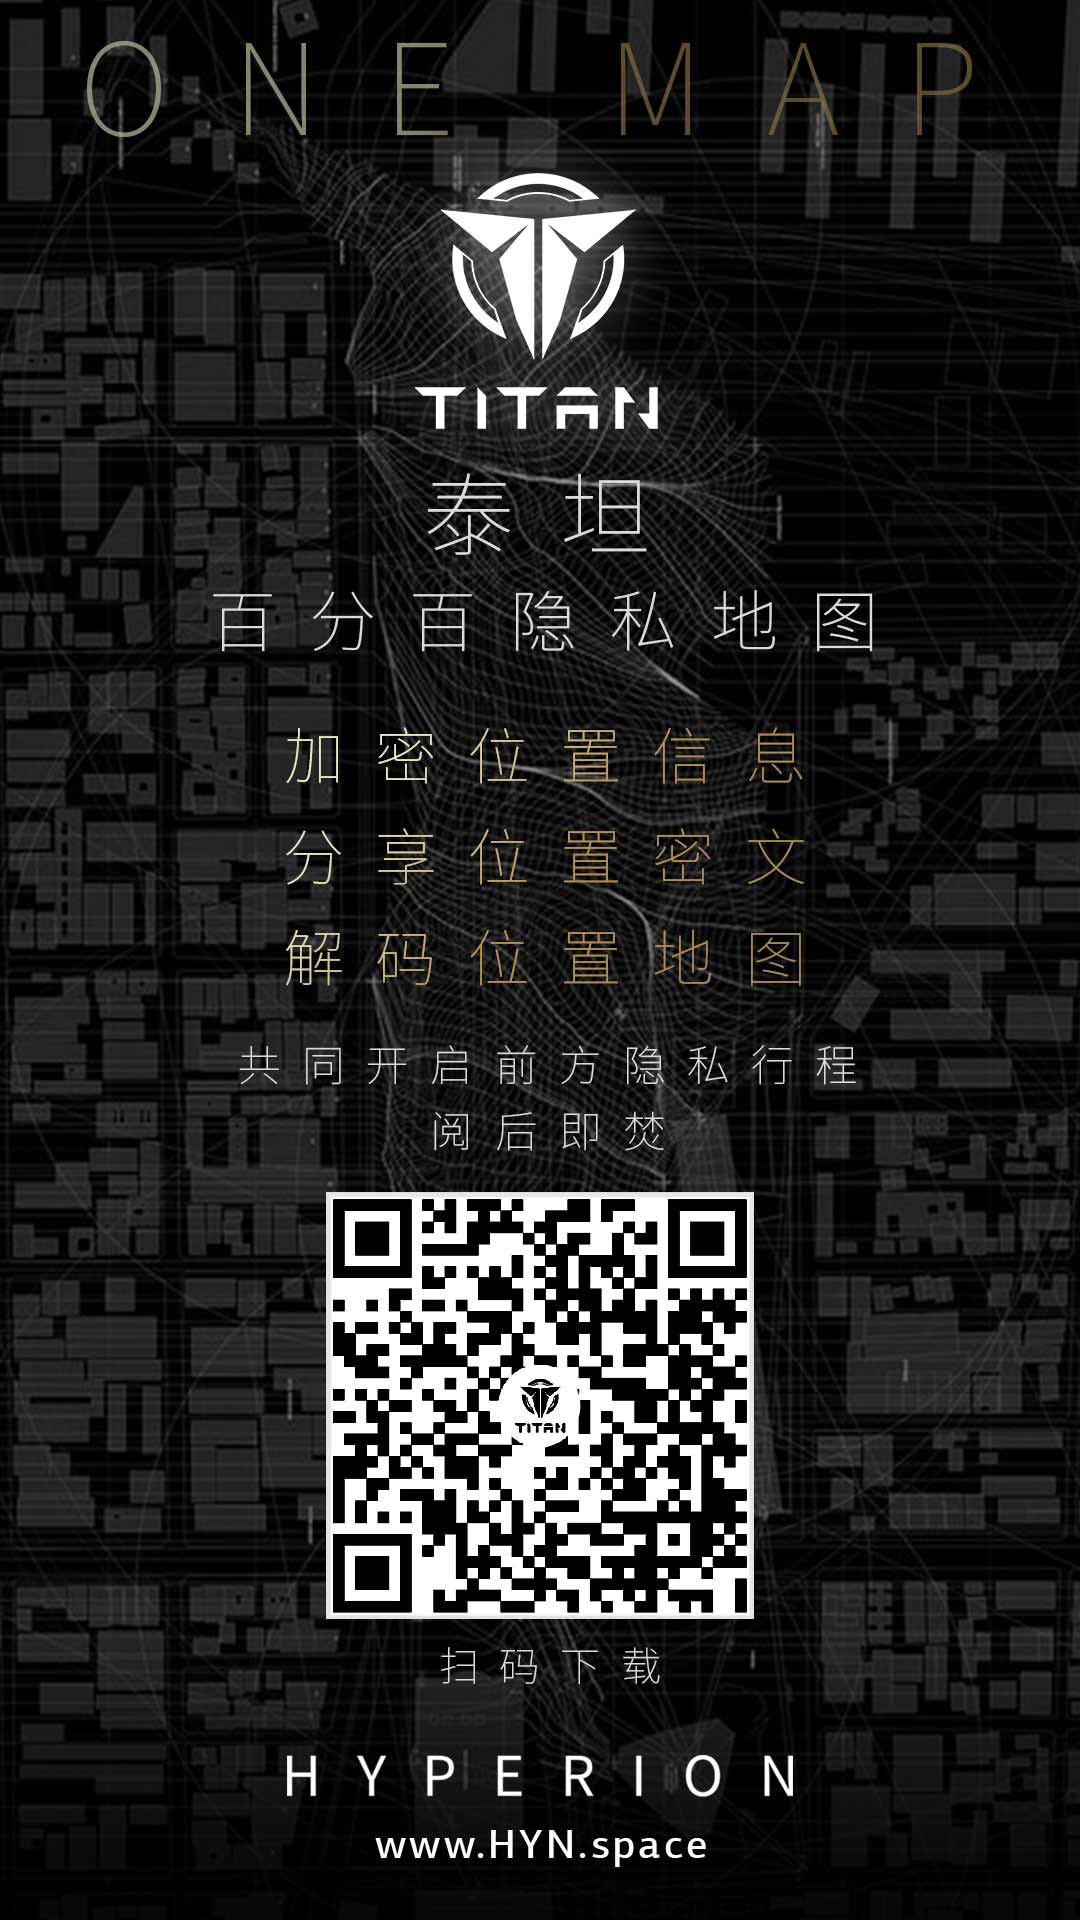 ONE MAP
TITAN
泰坦
百分百隐私地图
加密位置信息
分享位置密文
解码位置地图
共同开启前方隐私行程
阅后即焚
TITAN
扫码下载
HYPERION
www.HYN.space